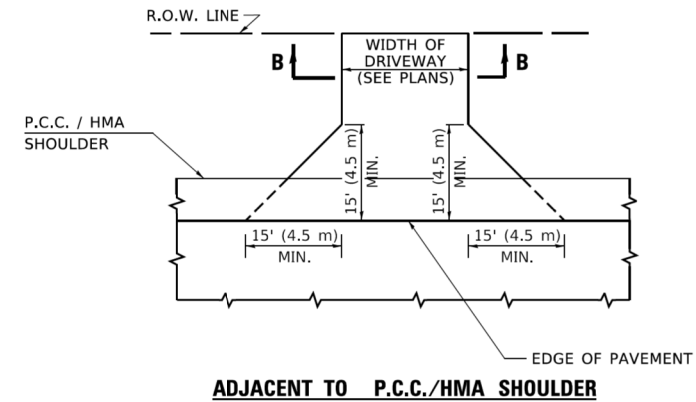 R.O.W. LINE
WIDTH OF
DRIVEWAY
(SEE PLANS)
B
B
P.C.C. / HMA
SHOULDER
15' (4.5 m)
MIN.
15' (4.5 m)
MIN.
15' (4.5 m)
MIN.
15' (4.5 m)
MIN.
EDGE OF PAVEMENT
ADJACENT TO P.C.C./HMA SHOULDER